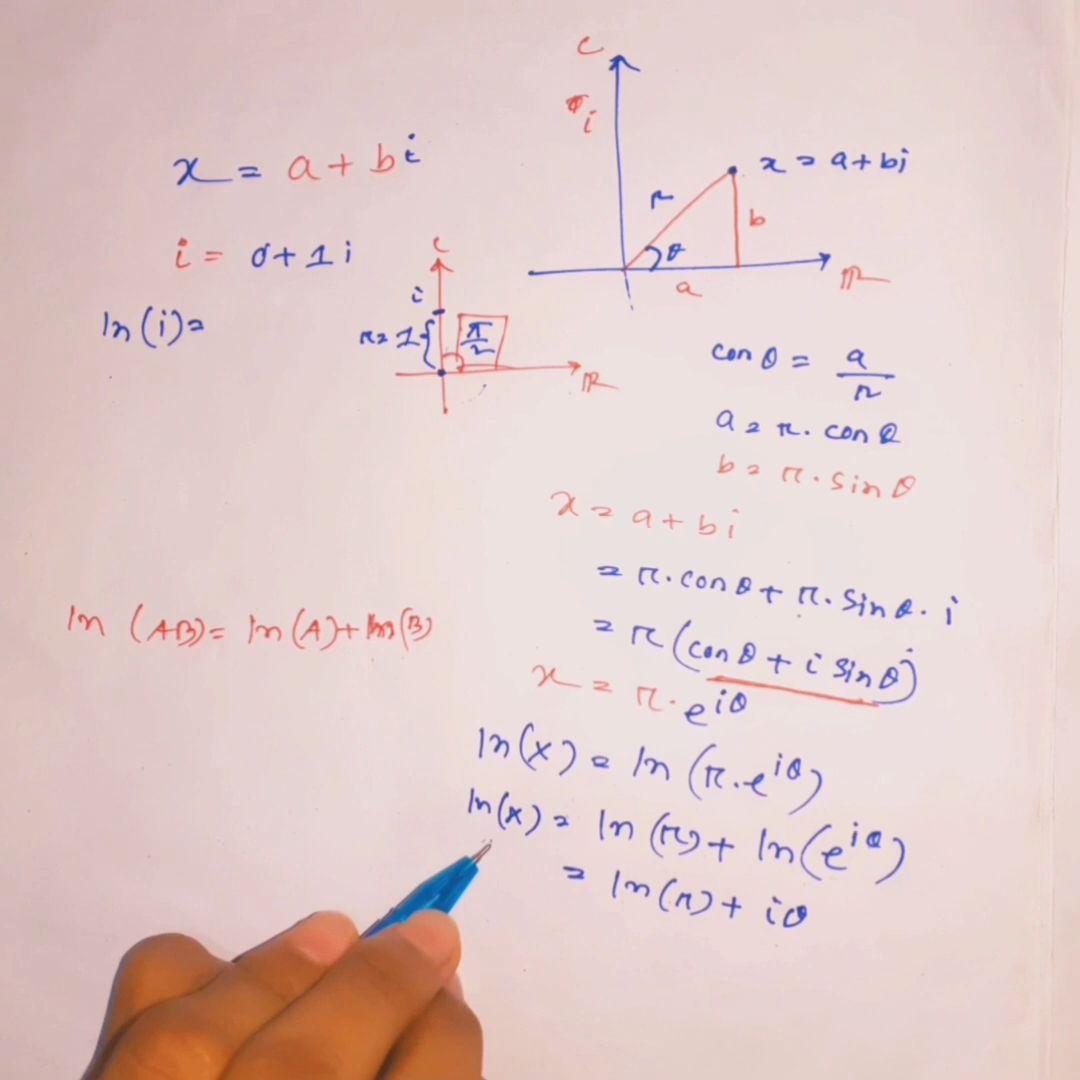 x = a + bi
i = 0 + 1i
ln(i) =
c
i
r = 1
π/2
R
c
i
r
θ
x = a + bi
b
a
R
cos θ = a/r
a = r. cos θ
b = r. sin θ
x = a + bi
= r. cos θ + r. sin θ. i
= r (cos θ + i sin θ)
x = r. e^{iθ}
ln(x) = ln (r. e^{iθ})
ln(x) = ln (r) + ln (e^{iθ})
= ln(r) + iθ
ln (AB) = ln(A) + ln(B)